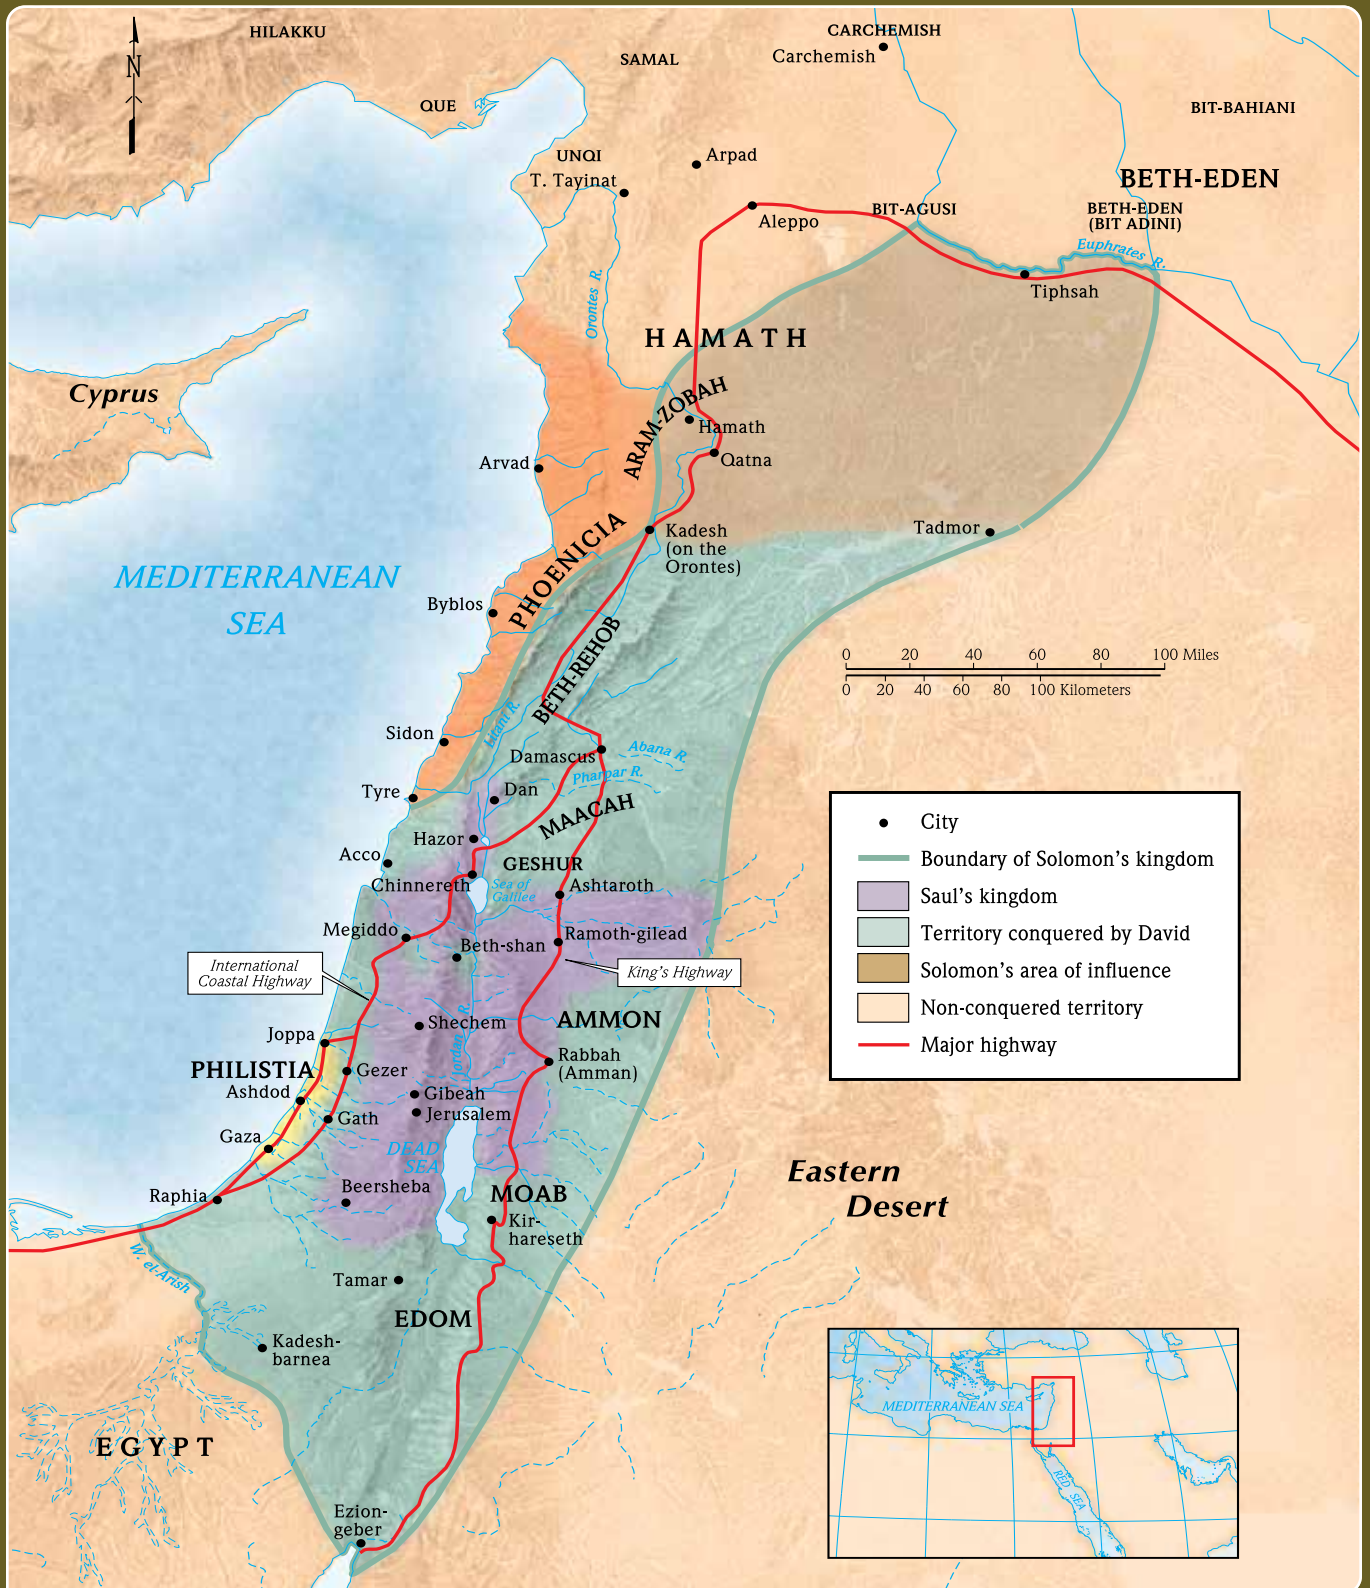 HILAKKU
CARCHEMISH
Carchemish
SAMAL
N
QUE
BIT-BAHIANI
UNQI
T. Tayinat
Arpad
BETH-EDEN
Aleppo
BIT-AGUSI
BETH-EDEN
(BIT ADINI)
Euphrates R.
Tiphsah
Orontes R.
HAMATH
Cyprus
ARAM-ZOBAH
Hamath
Qatna
Arvad
Tadmor
Kadesh
(on the
Orontes)
PHOENICIA
MEDITERRANEAN
SEA
Byblos
BETH-REHOB
0 20 40 60 80 100 Miles
0 20 40 60 80 100 Kilometers
Litani R.
Sidon
Damascus
Abana R.
Pharpar R.
Tyre
Dan
MAACAH
Hazor
Acco
GESHUR
Chinnereth
Sea of
Galilee
Ashtaroth
Megiddo
Ramoth-gilead
Beth-shan
International
Coastal Highway
King's Highway
City
Boundary of Solomon's kingdom
Saul's kingdom
Territory conquered by David
Solomon's area of influence
Non-conquered territory
Major highway
Shechem
Jordan R.
AMMON
Joppa
PHILISTIA
Gezer
Rabbah
(Amman)
Ashdod
Gibeah
Jerusalem
Gath
Gaza
DEAD
SEA
Eastern
Desert
Raphia
Beersheba
MOAB
Kir-
hareseth
W. el-Arish
Tamar
EDOM
Kadesh-
barnea
EGYPT
Ezion-
geber
MEDITERRANEAN SEA
RED SEA